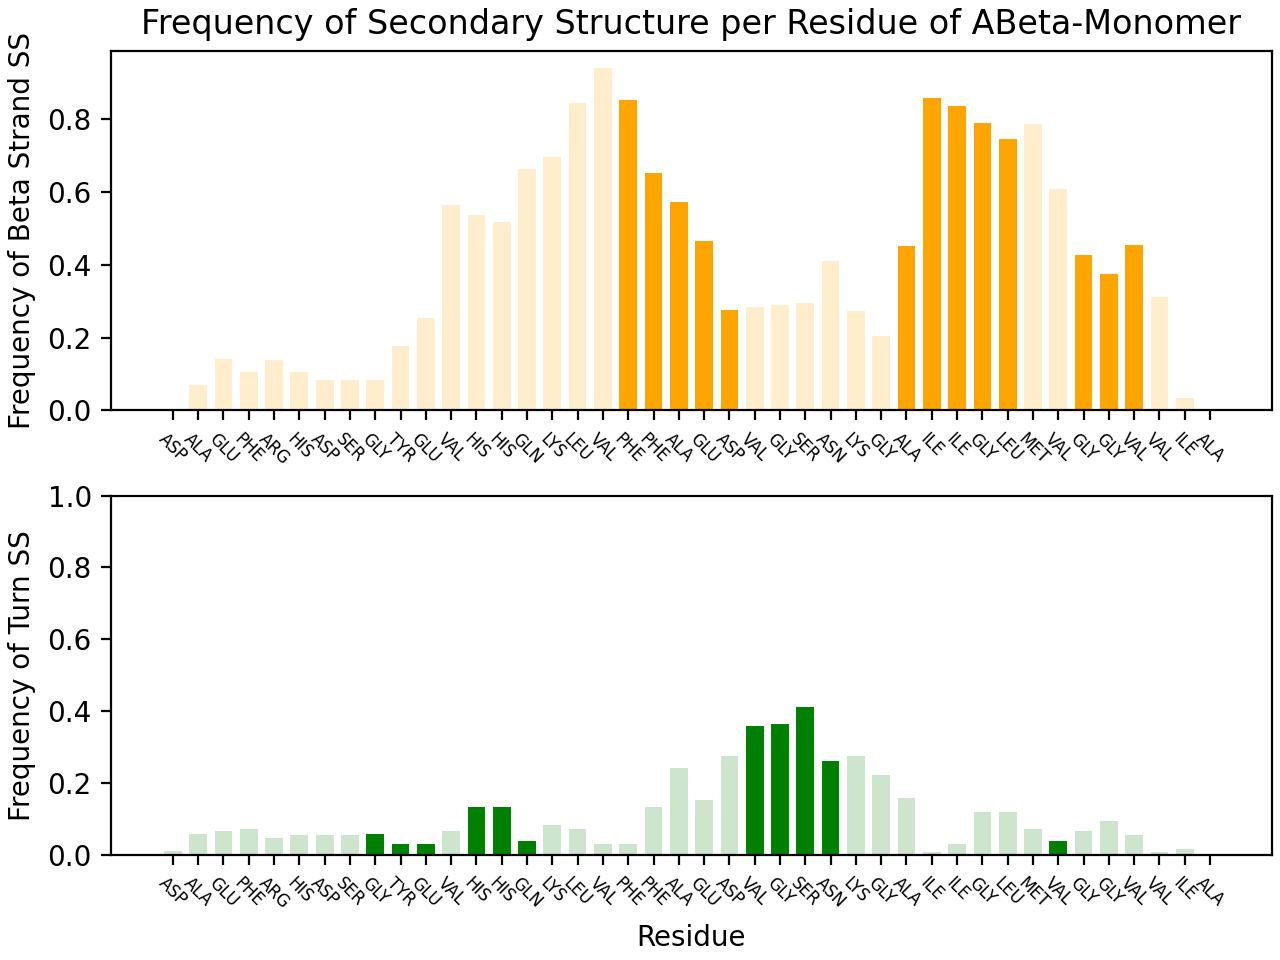 Frequency of Secondary Structure per Residue of ABeta-Monomer
Frequency of Beta Strand SS
0.8
0.6
0.4
0.2
0.0
ASP ALA GLU PHE ARG HIS ASP SER GLY TYR GLU VAL HIS HIS GLN LYS LEU VAL PHE PHE ALA GLU ASP VAL GLY SER ASN LYS GLY ALA ILE ILE GLY LEU MET VAL GLY GLY VAL VAL ILE ALA
Frequency of Turn SS
1.0
0.8
0.6
0.4
0.2
0.0
ASP ALA GLU PHE ARG HIS ASP SER GLY TYR GLU VAL HIS HIS GLN LYS LEU VAL PHE PHE ALA GLU ASP VAL GLY SER ASN LYS GLY ALA ILE ILE GLY LEU MET VAL GLY GLY VAL VAL ILE ALA
Residue